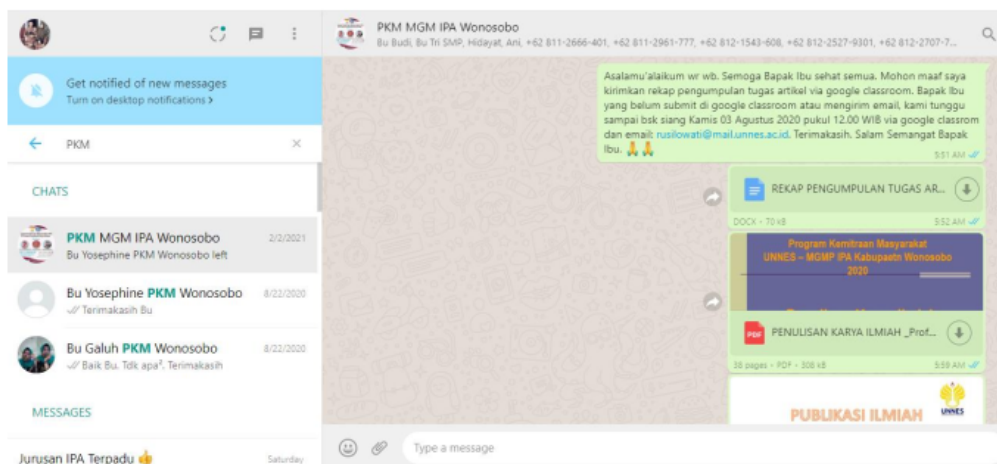 Get notified of new messages
Turn on desktop notifications >
PKM
CHATS
PKM MGM IPA Wonosobo
2/2/2021
Bu Yosephine PKM Wonosobo left
Bu Yosephine PKM Wonosobo
8/22/2020
Terimakasih Bu
Bu Galuh PKM Wonosobo
8/22/2020
Baik Bu. Tdk apa². Terimakasih
MESSAGES
Jurusan IPA Terpadu 👍
Saturday
PKM MGM IPA Wonosobo
Bu Budi, Bu Tri SMP, Hidayat, Ani, +62 811-2666-401, +62 811-2961-777, +62 812-1543-608, +62 812-2527-9301, +62 812-2707-7...
Asalamu'alaikum wr wb. Semoga Bapak Ibu sehat semua. Mohon maaf saya
kirimkan rekap pengumpulan tugas artikel via google classroom. Bapak Ibu
yang belum submit di google classroom atau mengirim email, kami tunggu
sampai bsk siang Kamis 03 Agustus 2020 pukul 12.00 WIB via google classrom
dan email: rusilowati@mail.unnes.ac.id. Terimakasih. Salam Semangat Bapak
Ibu. 🙏 🙏
5:51 AM
REKAP PENGUMPULAN TUGAS AR...
DOCX • 70 kB
5:52 AM
Program Kemitraan Masyarakat
UNNES – MGMP IPA Kabupaetn Wonosobo
2020
PDF
PENULISAN KARYA ILMIAH _Prof...
38 pages • PDF • 306 kB
5:59 AM
PUBLIKASI ILMIAH
UNNES
Type a message